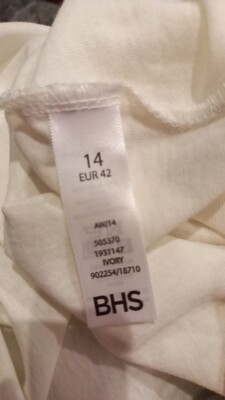 14
EUR 42
AW/14
505370
1931147
IVORY
902254/18710
BHS